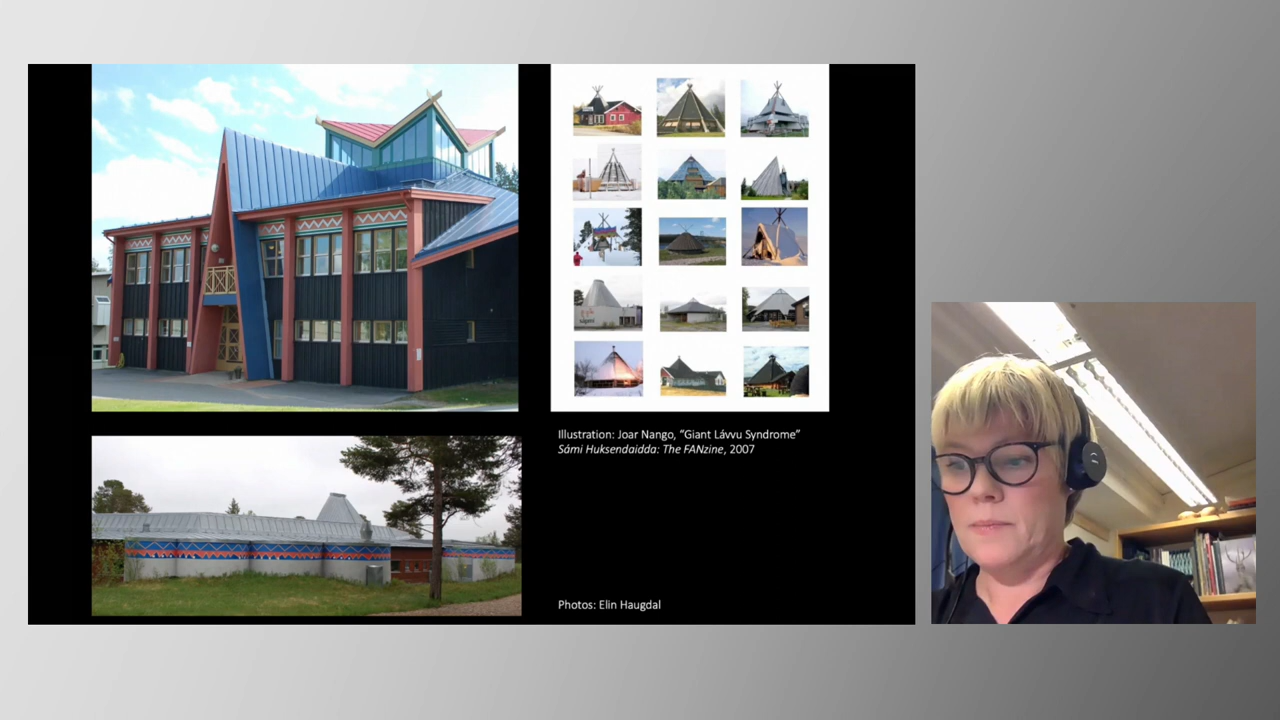 Illustration: Joar Nango, “Giant Lávvu Syndrome”
Sámi Huksendaidda: The FANzine, 2007
Photos: Elin Haugdal